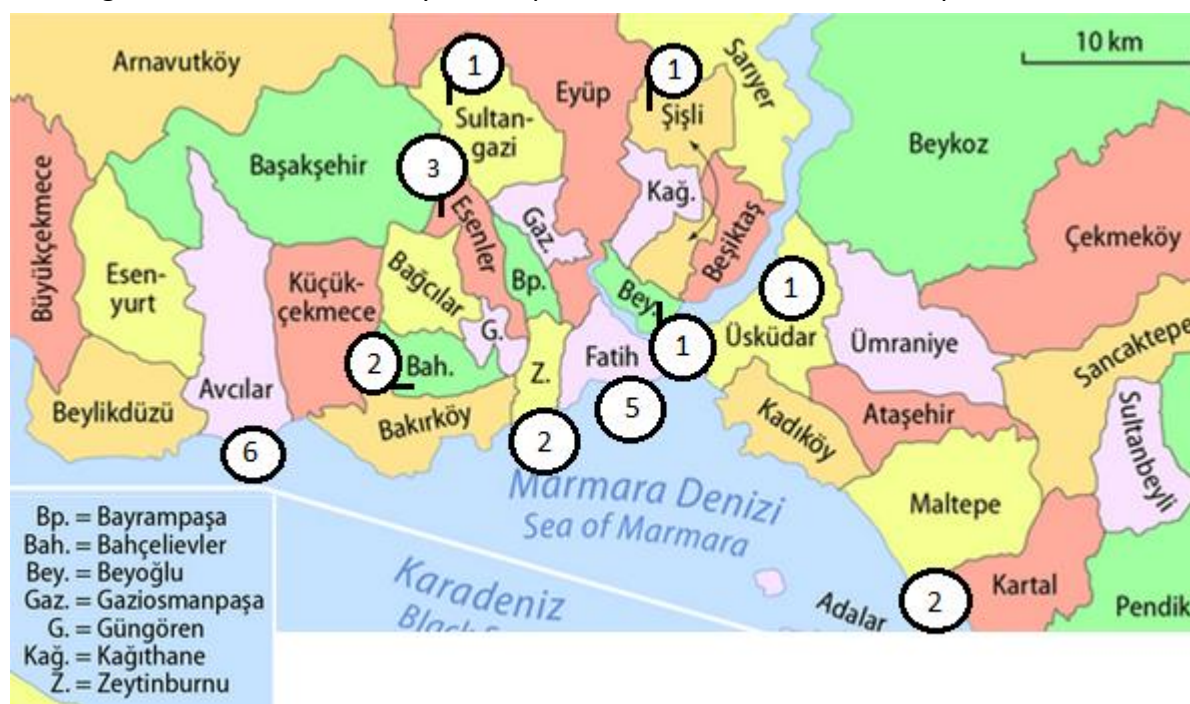 Arnavutköy
10 km
Eyüp
Sarıyer
1
1
Şişli
Sultan-
gazi
Beykoz
Başakşehir
3
Kağ.
Büyükçekmece
Esenler
Gaz.
Beşiktaş
Çekmeköy
Esen-
yurt
Küçük-
çekmece
Bağcılar
Bp.
Bey.
1
G.
Üsküdar
Ümraniye
Sancaktepe
Avcılar
2
Bah.
Z.
Fatih
1
Beylikdüzü
Bakırköy
5
Kadıköy
Ataşehir
Sultanbeyli
6
2
Marmara Denizi
Sea of Marmara
Maltepe
Bp. = Bayrampaşa
Bah. = Bahçelievler
Bey. = Beyoğlu
Gaz. = Gaziosmanpaşa
G. = Güngören
Kağ. = Kağıthane
Z. = Zeytinburnu
Karadeniz
Black
Adalar
2
Kartal
Pendik